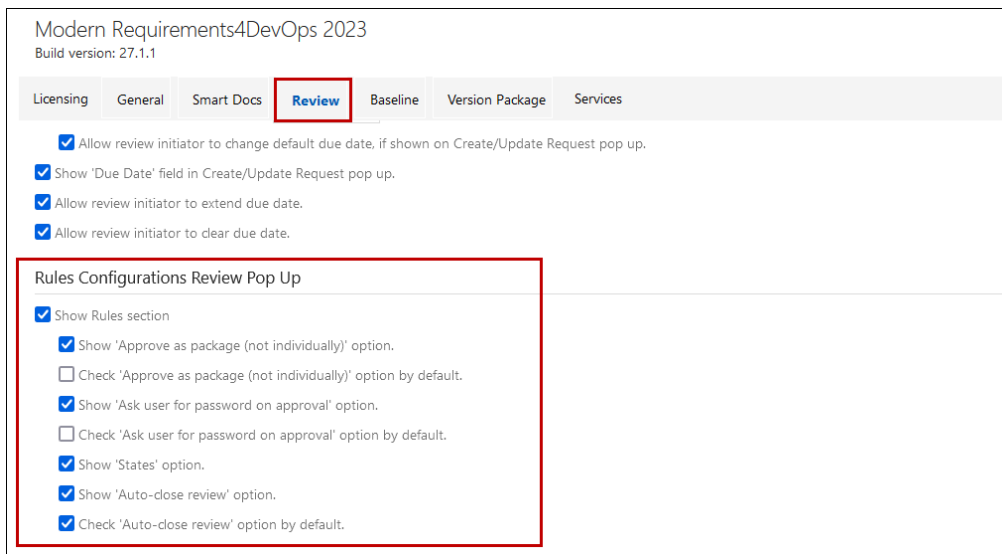 Modern Requirements4DevOps 2023
Build version: 27.1.1
Licensing General Smart Docs Review Baseline Version Package Services
Allow review initiator to change default due date, if shown on Create/Update Request pop up.
Show 'Due Date' field in Create/Update Request pop up.
Allow review initiator to extend due date.
Allow review initiator to clear due date.
Rules Configurations Review Pop Up
Show Rules section
Show 'Approve as package (not individually)' option.
Check 'Approve as package (not individually)' option by default.
Show 'Ask user for password on approval' option.
Check 'Ask user for password on approval' option by default.
Show 'States' option.
Show 'Auto-close review' option.
Check 'Auto-close review' option by default.